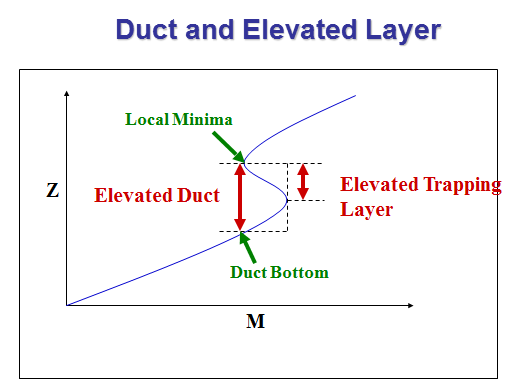 Duct and Elevated Layer
Local Minima
Z
Elevated Duct
Elevated Trapping
Layer
Duct Bottom
M